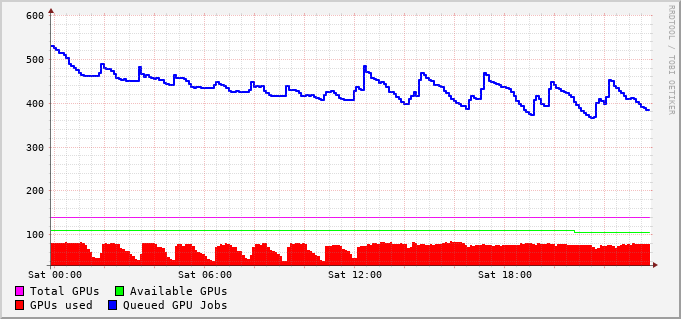 600
500
400
300
200
100
Sat 00:00 Sat 06:00 Sat 12:00 Sat 18:00
Total GPUs Available GPUs
GPUs used Queued GPU Jobs
RRDTOOL / TOBI OETIKER